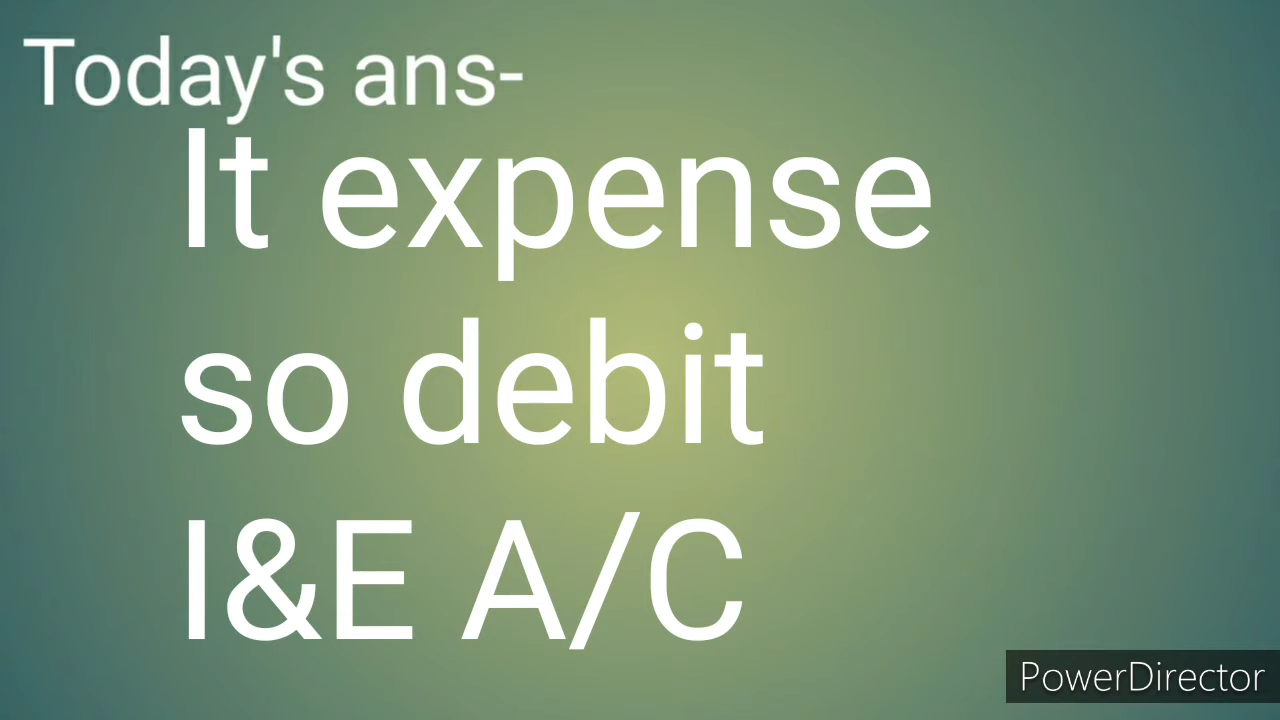 Today's ans-
It expense
so debit
I&E A/C
PowerDirector